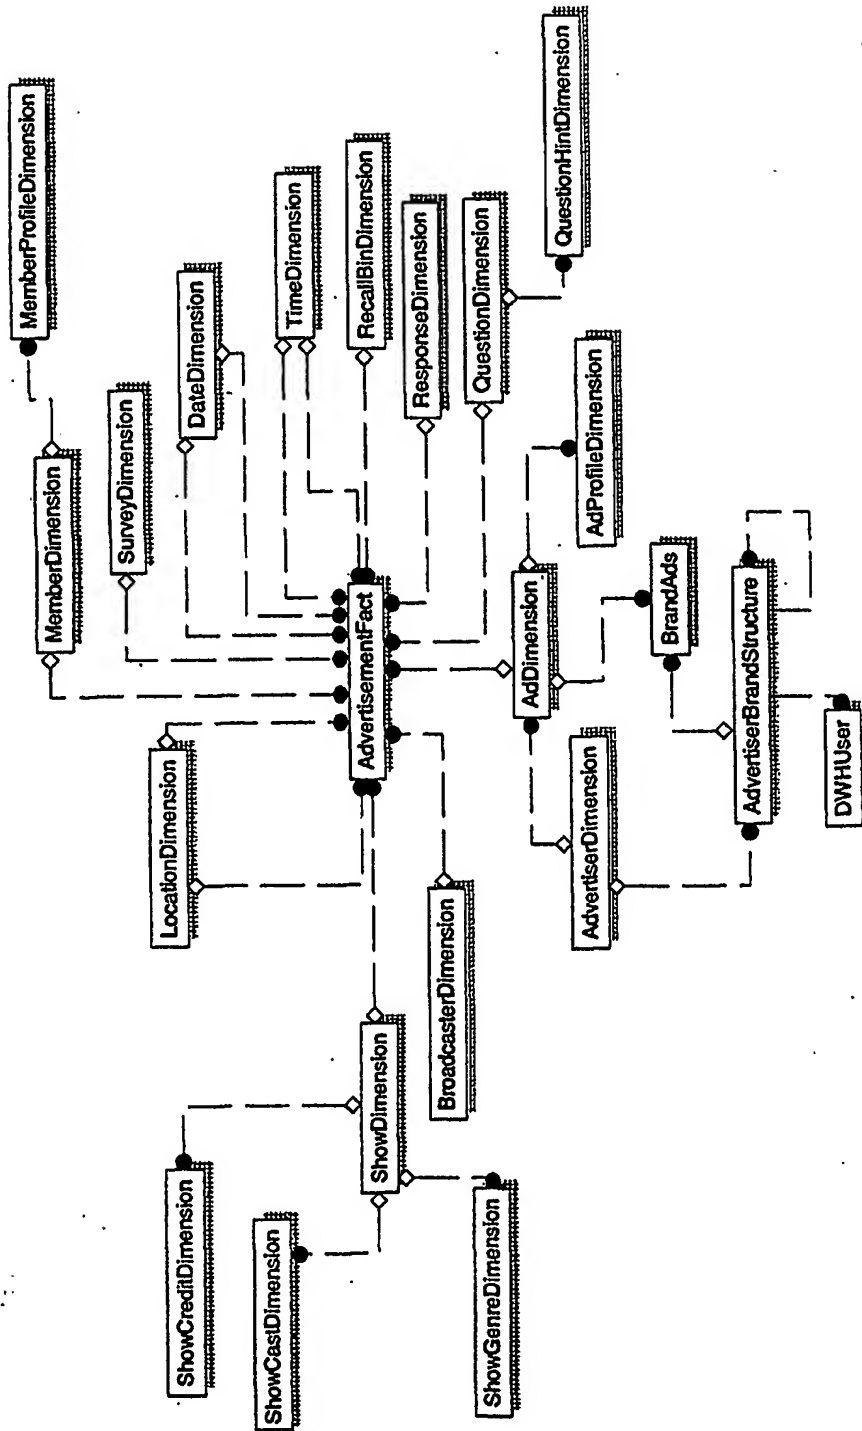 MemberProfileDimension
MemberDimension
SurveyDimension
DateDimension
TimeDimension
RecallBinDimension
ResponseDimension
QuestionDimension
QuestionHintDimension
LocationDimension
AdvertisementFact
AdDimension
AdProfileDimension
BrandAds
AdvertiserDimension
AdvertiserBrandStructure
DWHUser
BroadcasterDimension
ShowDimension
ShowCreditDimension
ShowCastDimension
ShowGenreDimension